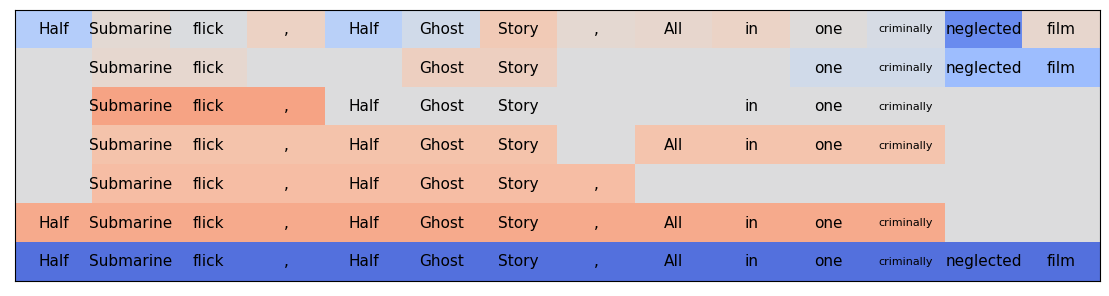 Half Submarine flick , Half Ghost Story , All in one criminally neglected film
Submarine flick Ghost Story one criminally neglected film
Submarine flick , Half Ghost Story in one criminally
Submarine flick , Half Ghost Story All in one criminally
Submarine flick , Half Ghost Story ,
Half Submarine flick , Half Ghost Story , All in one criminally
Half Submarine flick , Half Ghost Story , All in one criminally neglected film